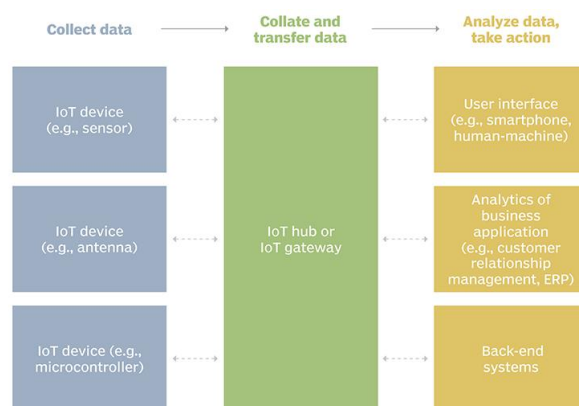 Collect data
Collate and
transfer data
Analyze data,
take action
IoT device
(e.g., sensor)
IoT device
(e.g., antenna)
IoT device (e.g.,
microcontroller)
IoT hub or
IoT gateway
User interface
(e.g., smartphone,
human-machine)
Analytics of
business
application
(e.g., customer
relationship
management, ERP)
Back-end
systems